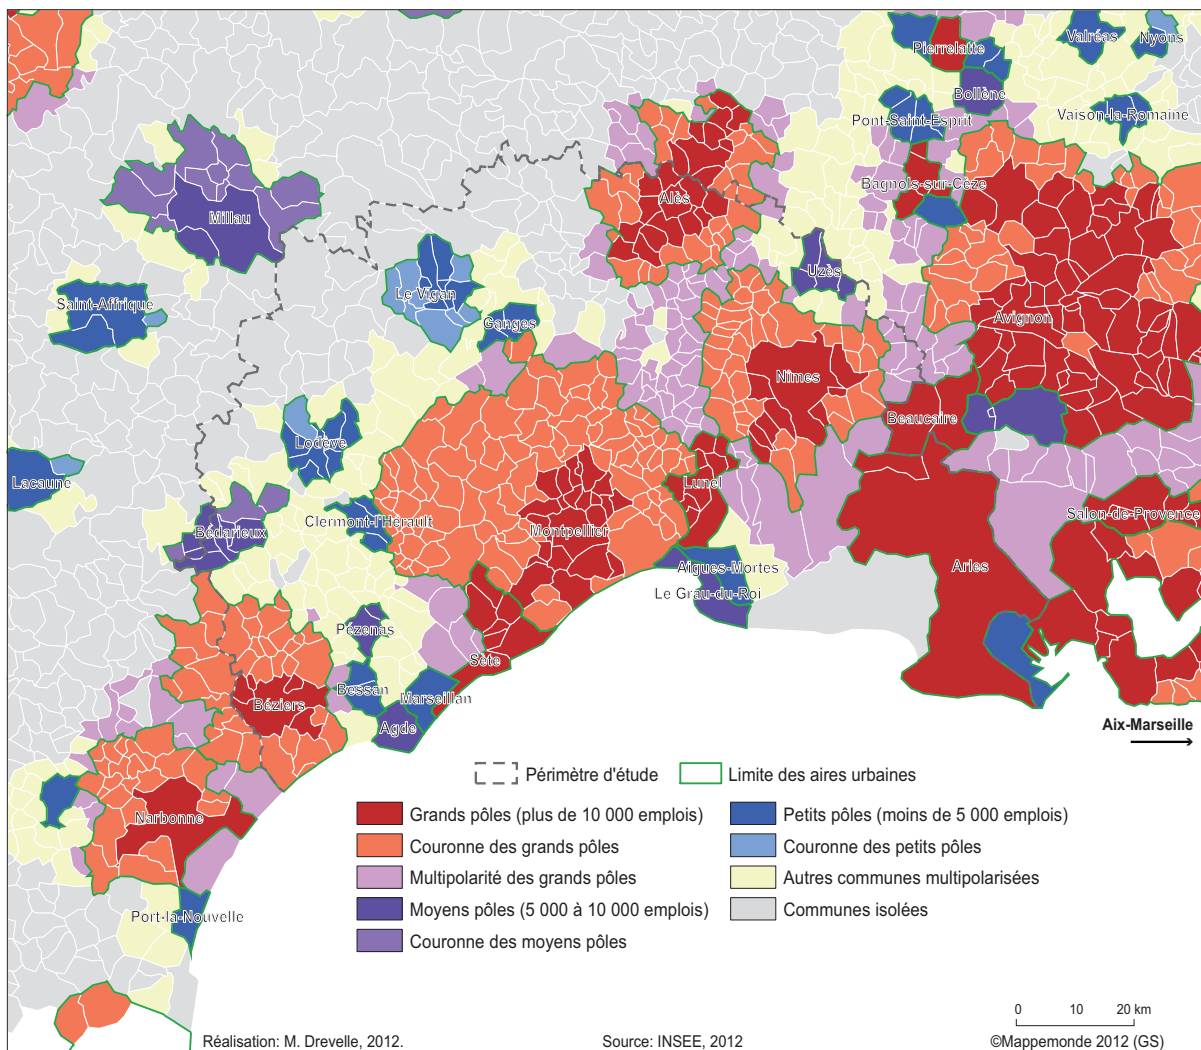 Pierrelatte
Valréas
Nyons
Bollène
Pont-Saint-Esprit
Vaison-la-Romaine
Bagnols-sur-Cèze
Alès
Millau
Uzès
Le Vigan
Saint-Affrique
Ganges
Avignon
Nîmes
Beaucaire
Lodève
Lacaune
Lunel
Clermont-l'Hérault
Salon-de-Provence
Bédarieux
Montpellier
Aigues-Mortes
Arles
Le Grau-du-Roi
Pézenas
Sète
Bessan
Marseillan
Béziers
Agde
Aix-Marseille
Narbonne
Port-la-Nouvelle
Périmètre d'étude
Limite des aires urbaines
Grands pôles (plus de 10 000 emplois)
Couronne des grands pôles
Multipolarité des grands pôles
Moyens pôles (5 000 à 10 000 emplois)
Couronne des moyens pôles
Petits pôles (moins de 5 000 emplois)
Couronne des petits pôles
Autres communes multipolarisées
Communes isolées
0 10 20 km
Réalisation: M. Drevelle, 2012.
Source: INSEE, 2012
©Mappemonde 2012 (GS)